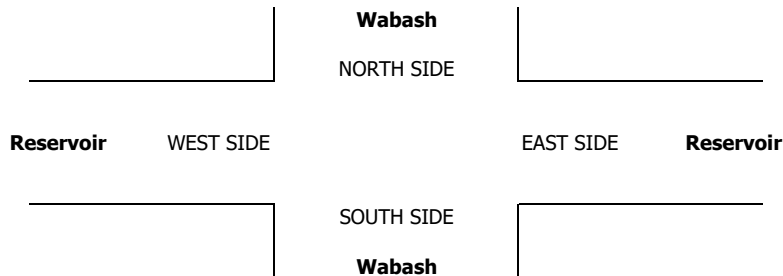 Wabash
NORTH SIDE
Reservoir WEST SIDE EAST SIDE Reservoir
SOUTH SIDE
Wabash